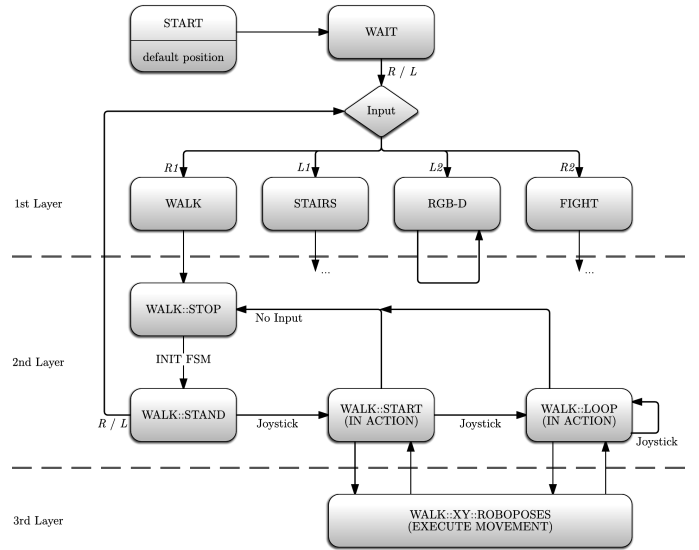 START
default position
WAIT
R / L
Input
R1
L1
L2
R2
1st Layer
WALK
STAIRS
RGB-D
FIGHT
...
...
WALK::STOP
No Input
INIT FSM
2nd Layer
R / L
WALK::STAND
Joystick
WALK::START
(IN ACTION)
Joystick
WALK::LOOP
(IN ACTION)
Joystick
3rd Layer
WALK::XY::ROBOPOSES
(EXECUTE MOVEMENT)